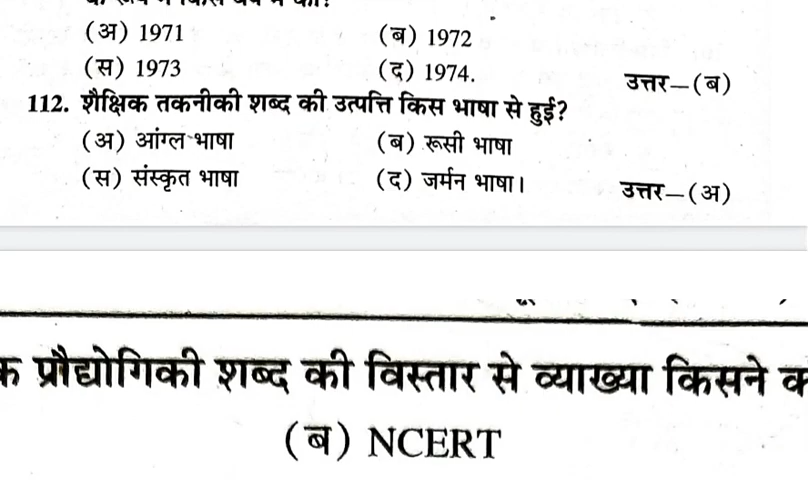 (अ) 1971 (ब) 1972
(स) 1973 (द) 1974. उत्तर–(ब)
112. शैक्षिक तकनीकी शब्द की उत्पत्ति किस भाषा से हुई?
(अ) आंग्ल भाषा (ब) रूसी भाषा
(स) संस्कृत भाषा (द) जर्मन भाषा। उत्तर–(अ)
प्रौद्योगिकी शब्द की विस्तार से व्याख्या किसने
(ब) NCERT